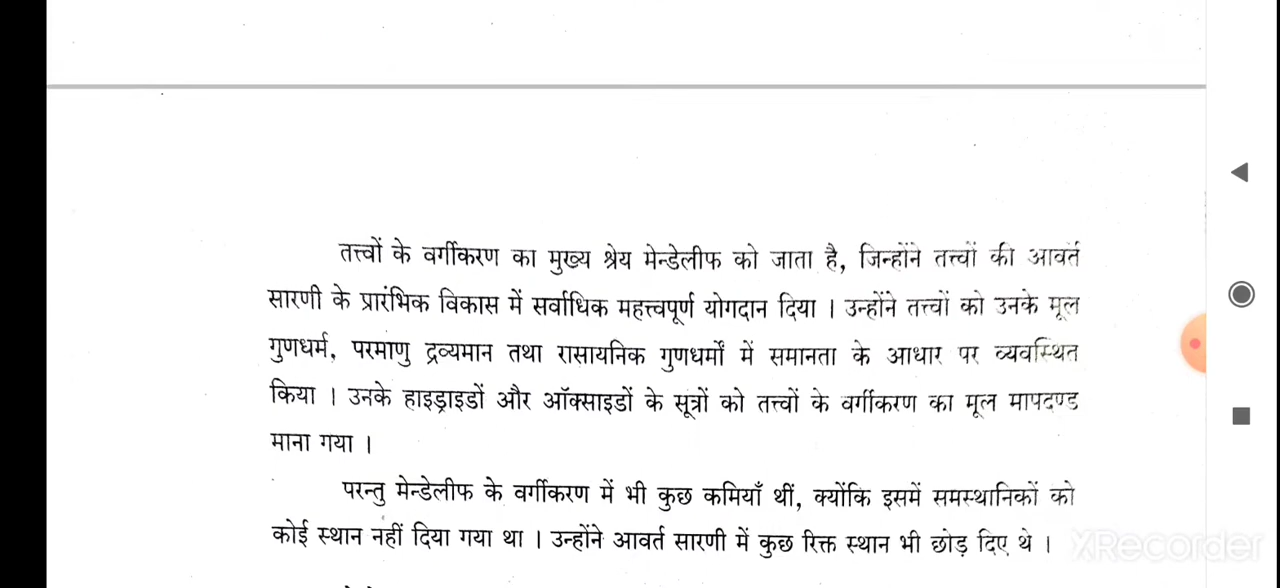 तत्त्वों के वर्गीकरण का मुख्य श्रेय मेन्डेलीफ को जाता है, जिन्होंने तत्त्वों की आवर्त
सारणी के प्रारंभिक विकास में सर्वाधिक महत्त्वपूर्ण योगदान दिया । उन्होंने तत्त्वों को उनके मूल
गुणधर्म, परमाणु द्रव्यमान तथा रासायनिक गुणधर्मों में समानता के आधार पर व्यवस्थित
किया । उनके हाइड्राइडों और ऑक्साइडों के सूत्रों को तत्त्वों के वर्गीकरण का मूल मापदण्ड
माना गया ।
परन्तु मेन्डेलीफ के वर्गीकरण में भी कुछ कमियाँ थीं, क्योंकि इसमें समस्थानिकों को
कोई स्थान नहीं दिया गया था । उन्होंने आवर्त सारणी में कुछ रिक्त स्थान भी छोड़ दिए थे ।
XRecorder